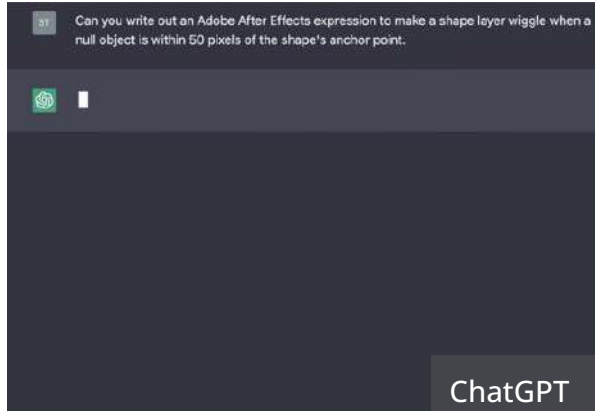 Can you write out an Adobe After Effects expression to make a shape layer wiggle when a
null object is within 50 pixels of the shape's anchor point.
ChatGPT